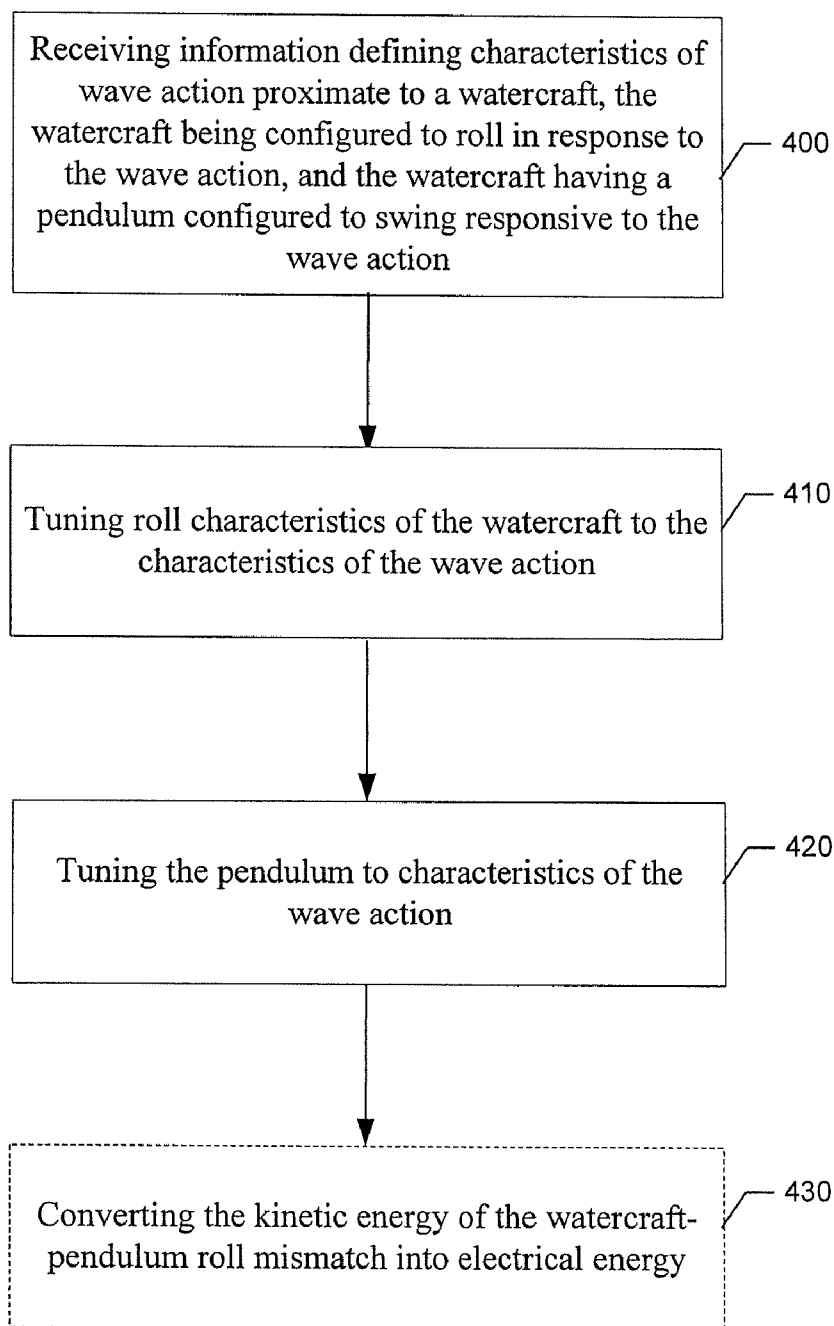 Receiving information defining characteristics of
wave action proximate to a watercraft, the
watercraft being configured to roll in response to
the wave action, and the watercraft having a
pendulum configured to swing responsive to the
wave action
400
Tuning roll characteristics of the watercraft to the
characteristics of the wave action
410
Tuning the pendulum to characteristics of the
wave action
420
Converting the kinetic energy of the watercraft-
pendulum roll mismatch into electrical energy
430